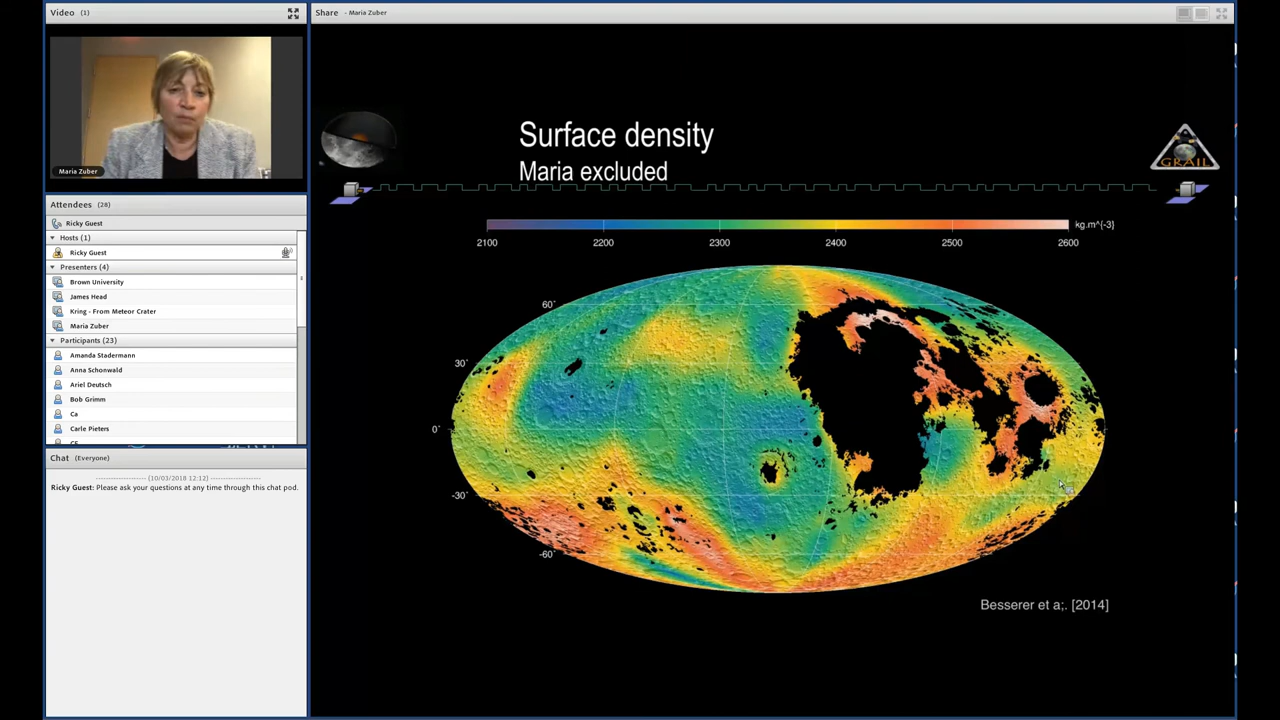 Video (1)
Share - Maria Zuber
Maria Zuber
Attendees (28)
Ricky Guest
Hosts (1)
Ricky Guest
Presenters (4)
Brown University
James Head
Kring - From Meteor Crater
Maria Zuber
Participants (23)
Amanda Stadermann
Anna Schonwald
Ariel Deutsch
Bob Grimm
Ca
Carle Pieters
Chat (Everyone)
------------------- (10/03/2018 12:12) -------------------
Ricky Guest: Please ask your questions at any time through this chat pod.
Surface density
Maria excluded
GRAIL
kg.m^{-3}
2100 2200 2300 2400 2500 2600
60°
30°
0°
-30°
-60°
Besserer et a;. [2014]